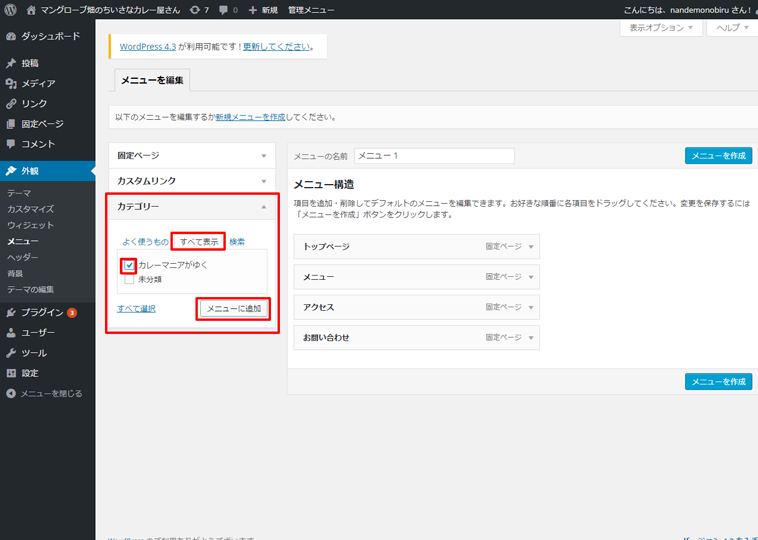 マングローブ畑のちいさなカレー屋さん 7 0 新規 管理メニュー こんにちは、nandemonobiru さん !
表示オプション ヘルプ
ダッシュボード
投稿
メディア
リンク
固定ページ
コメント
外観
テーマ
カスタマイズ
ウィジェット
メニュー
ヘッダー
背景
テーマの編集
プラグイン 3
ユーザー
ツール
設定
メニューを閉じる
WordPress 4.3 が利用可能です ! 更新してください。
メニューを編集
以下のメニューを編集するか新規メニューを作成してください。
固定ページ
カスタムリンク
カテゴリー
よく使うもの すべて表示 検索
カレーマニアがゆく
未分類
すべて選択 メニューに追加
メニューの名前 メニュー 1 メニューを作成
メニュー構造
項目を追加・削除してデフォルトのメニューを編集できます。お好きな順番に各項目をドラッグしてください。変更を保存するには
「メニューを作成」ボタンをクリックします。
トップページ 固定ページ
メニュー 固定ページ
アクセス 固定ページ
お問い合わせ 固定ページ
メニューを作成